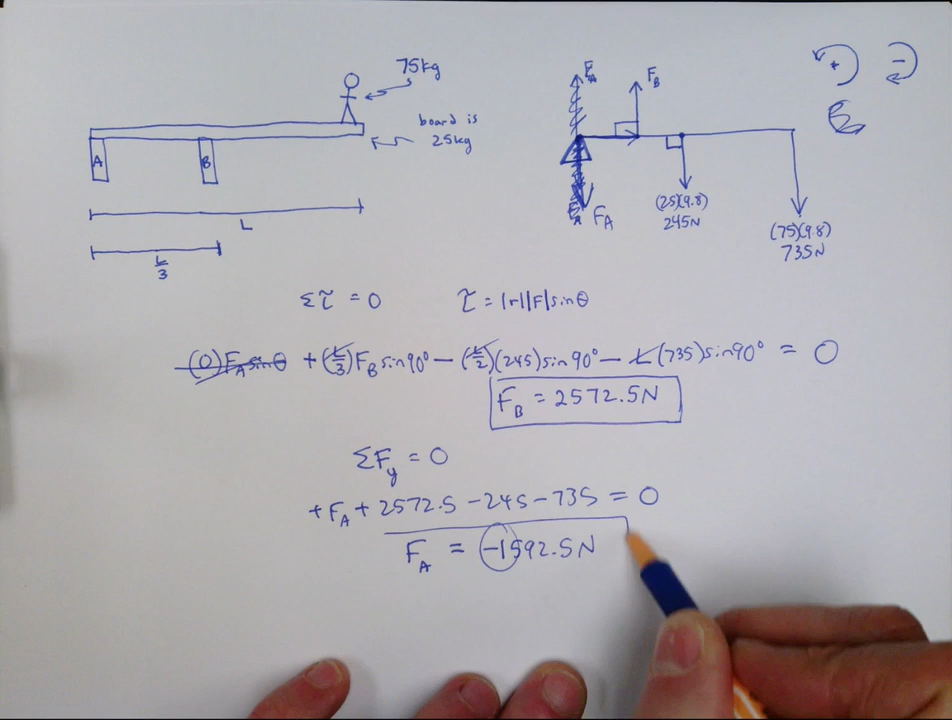 75kg
board is
25kg
A
B
L
L/3
F_A
F_B
F_A
(25)(9.8)
245N
(75)(9.8)
735N
+
−
Στ = 0 τ = |r||F|sinθ
(0)F_A sinθ + (L/3)F_B sin90° − (L/2)(245)sin90° − L(735)sin90° = 0
F_B = 2572.5N
ΣF_y = 0
+F_A + 2572.5 − 245 − 735 = 0
F_A = −1592.5N